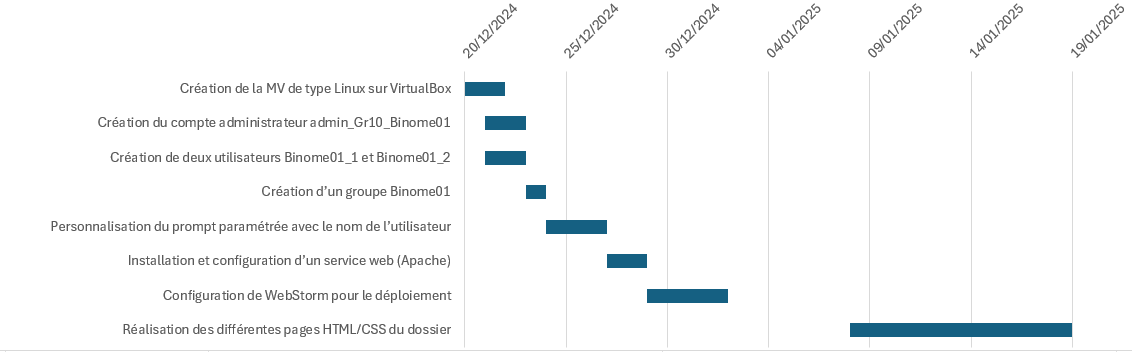 20/12/2024
25/12/2024
30/12/2024
04/01/2025
09/01/2025
14/01/2025
19/01/2025
Création de la MV de type Linux sur VirtualBox
Création du compte administrateur admin_Gr10_Binome01
Création de deux utilisateurs Binome01_1 et Binome01_2
Création d’un groupe Binome01
Personnalisation du prompt paramétrée avec le nom de l’utilisateur
Installation et configuration d’un service web (Apache)
Configuration de WebStorm pour le déploiement
Réalisation des différentes pages HTML/CSS du dossier